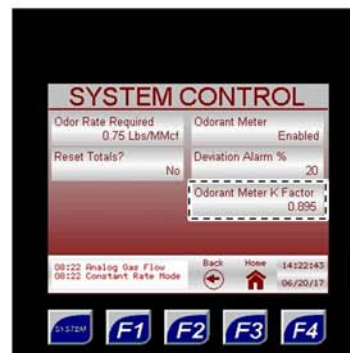 SYSTEM CONTROL
Odor Rate Required
0.75 Lbs/MMcf
Odorant Meter
Enabled
Reset Totals?
No
Deviation Alarm %
20
Odorant Meter K Factor
0.895
08:22 Analog Gas Flow
08:22 Constant Rate Mode
Back
Home
14:22:43
06/20/17
SYSTEM
F1
F2
F3
F4